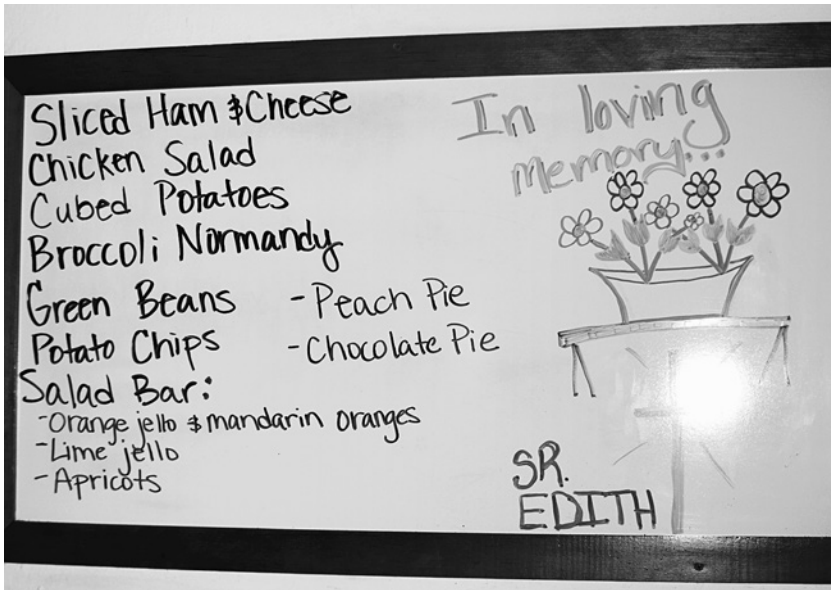 Sliced Ham & Cheese
Chicken Salad
Cubed Potatoes
Broccoli Normandy
Green Beans
- Peach Pie
Potato Chips
- Chocolate Pie
Salad Bar:
- Orange jello & mandarin oranges
- Lime jello
- Apricots
In loving
memory...
SR.
EDITH